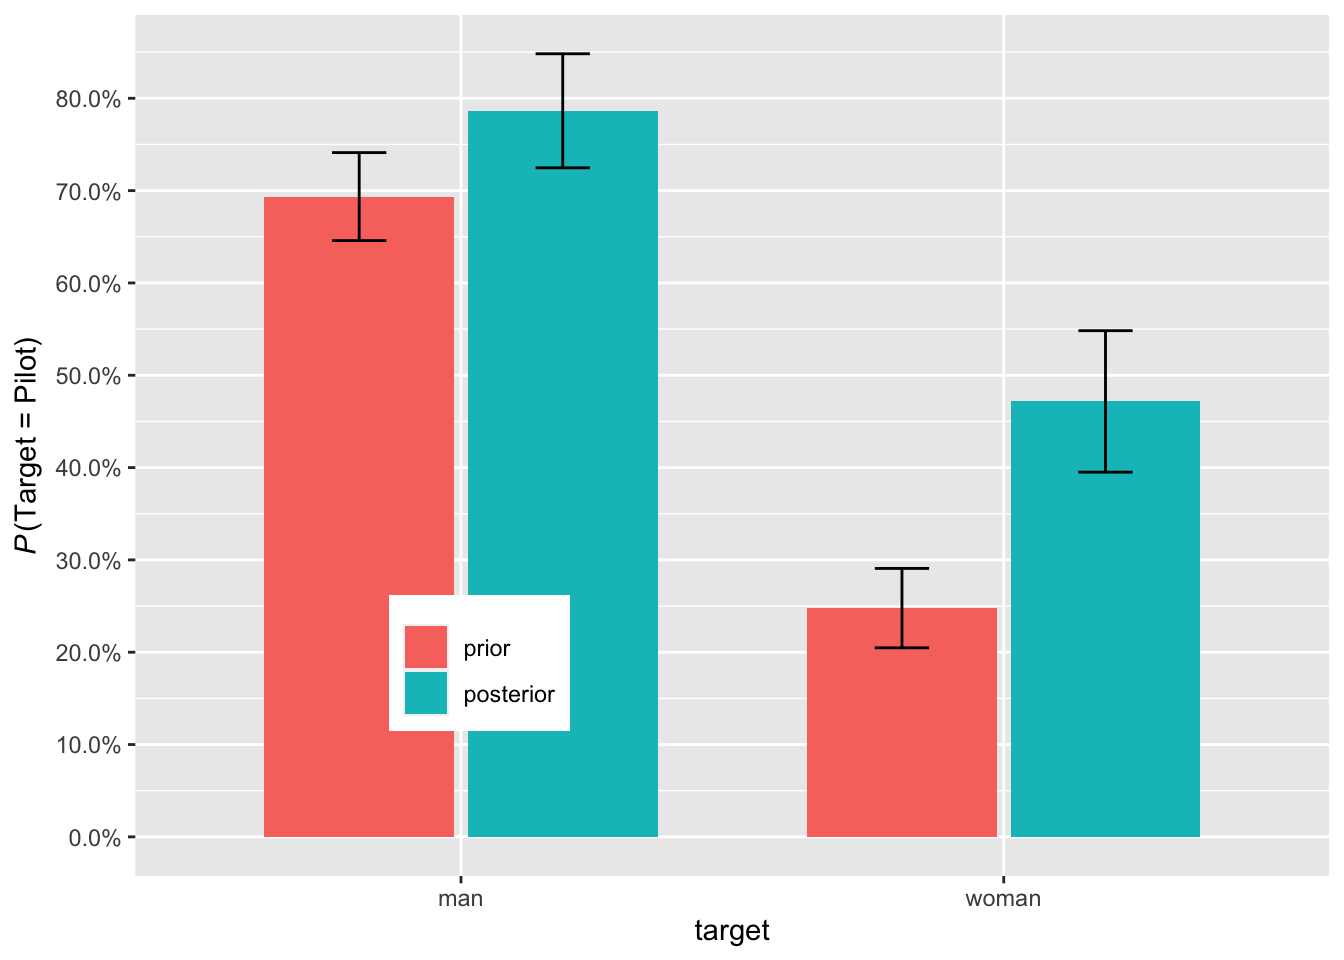 P(Target = Pilot)
80.0%
70.0%
60.0%
50.0%
40.0%
30.0%
20.0%
10.0%
0.0%
prior
posterior
man
woman
target